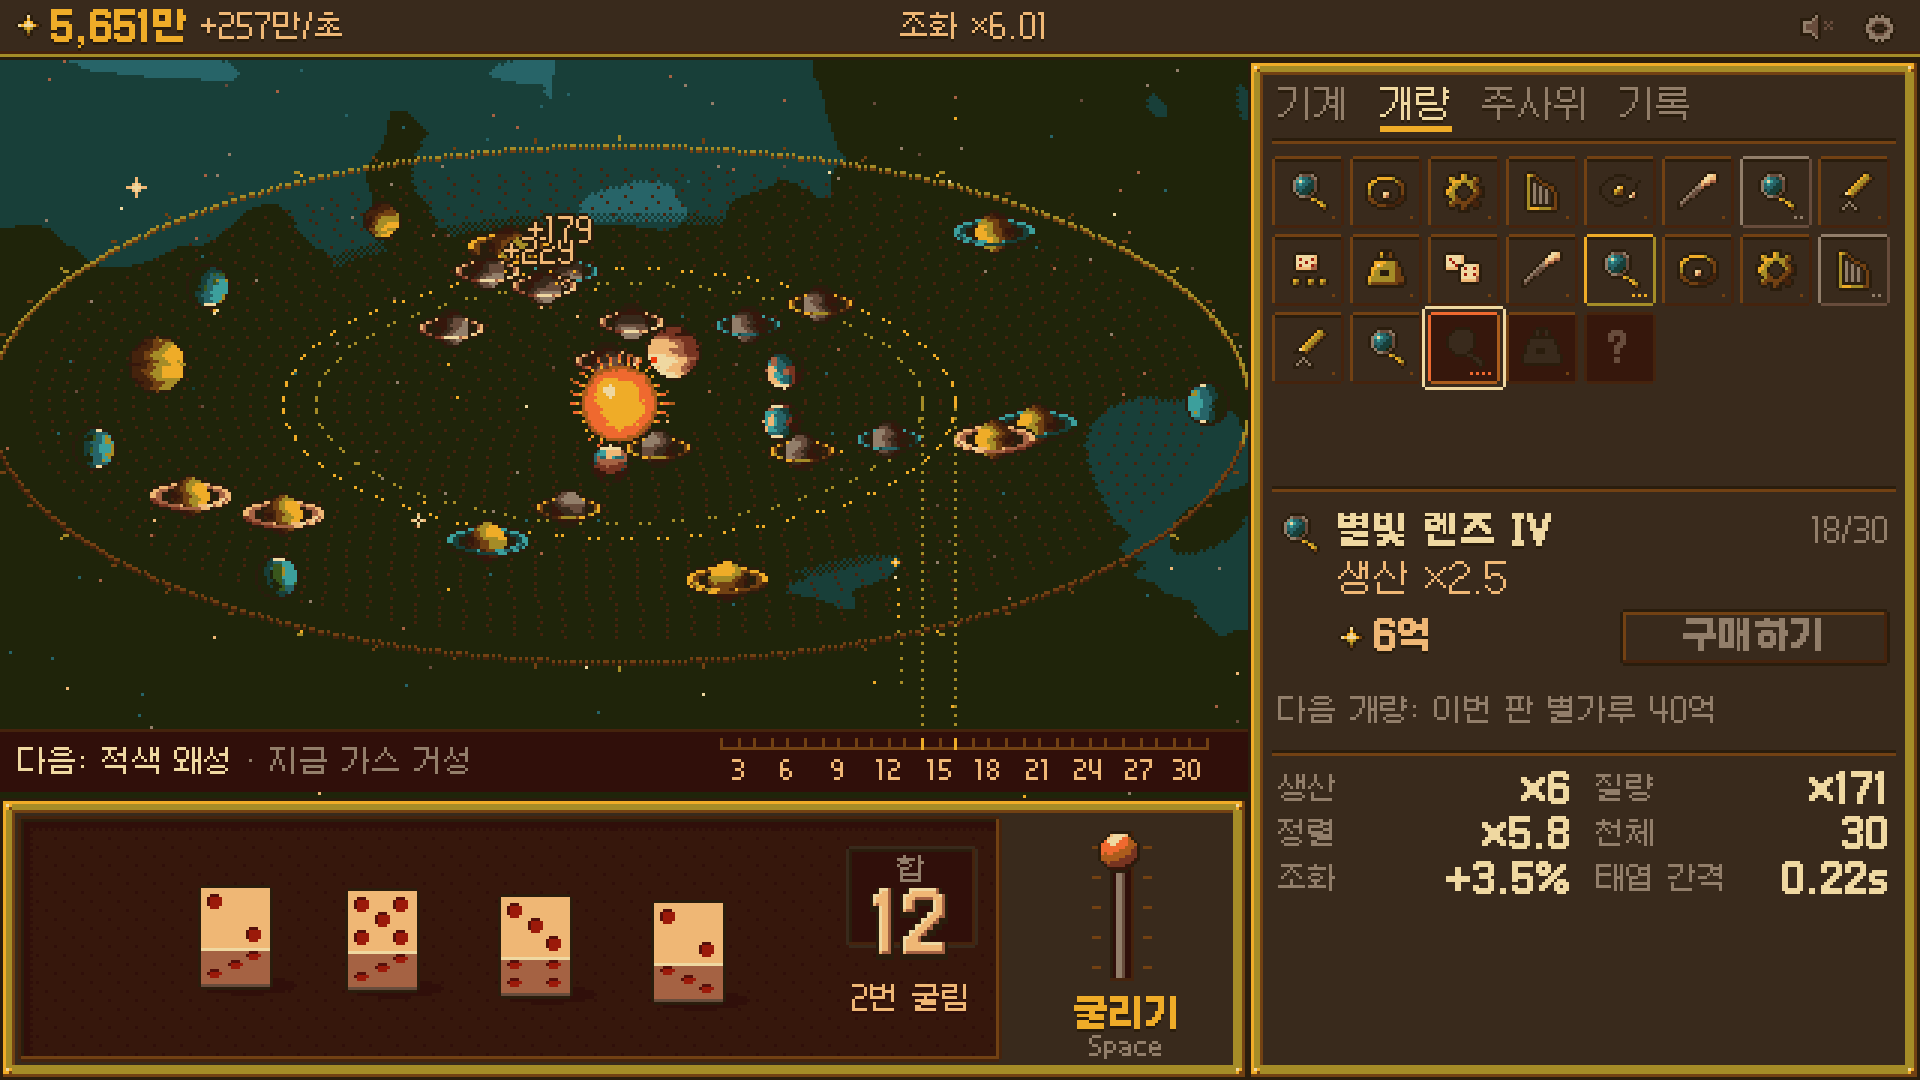 5,651만 +257만/초
조화 ×6.01
기계 개량 주사위 기록
+179
?
별빛 렌즈 IV 18/30
생산 ×2.5
6억 구매하기
다음 개량: 이번 판 별가루 40억
다음: 적색 왜성 · 지금 가스 거성
3 6 9 12 15 18 21 24 27 30
생산 ×6 질량 ×171
정렬 ×5.8 천체 30
조화 +3.5% 태엽 간격 0.22s
합
12
2번 굴림
굴리기
Space